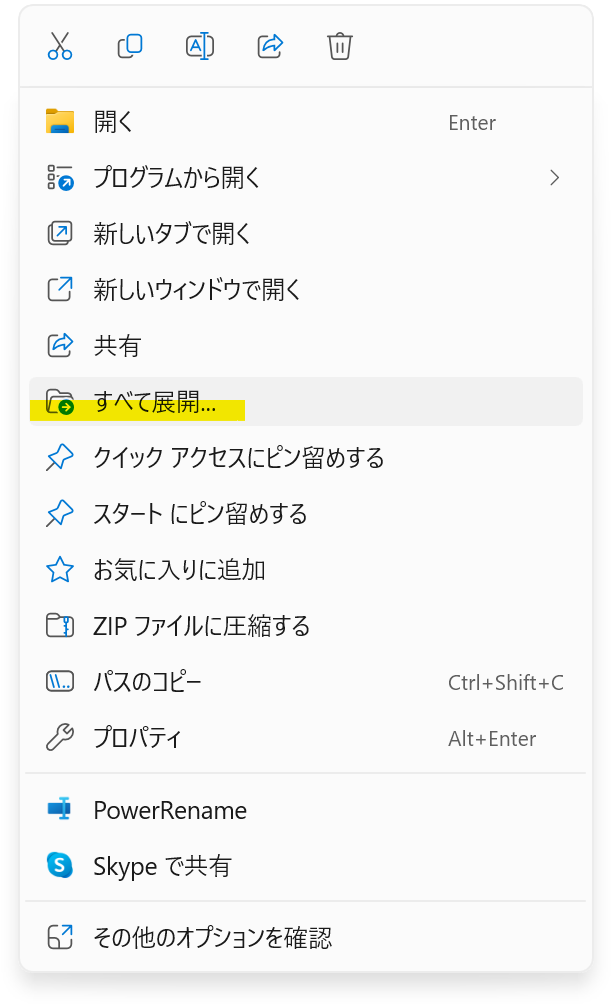 開く Enter
プログラムから開く
新しいタブで開く
新しいウィンドウで開く
共有
すべて展開...
クイック アクセスにピン留めする
スタート にピン留めする
お気に入りに追加
ZIP ファイルに圧縮する
パスのコピー Ctrl+Shift+C
プロパティ Alt+Enter
PowerRename
Skype で共有
その他のオプションを確認